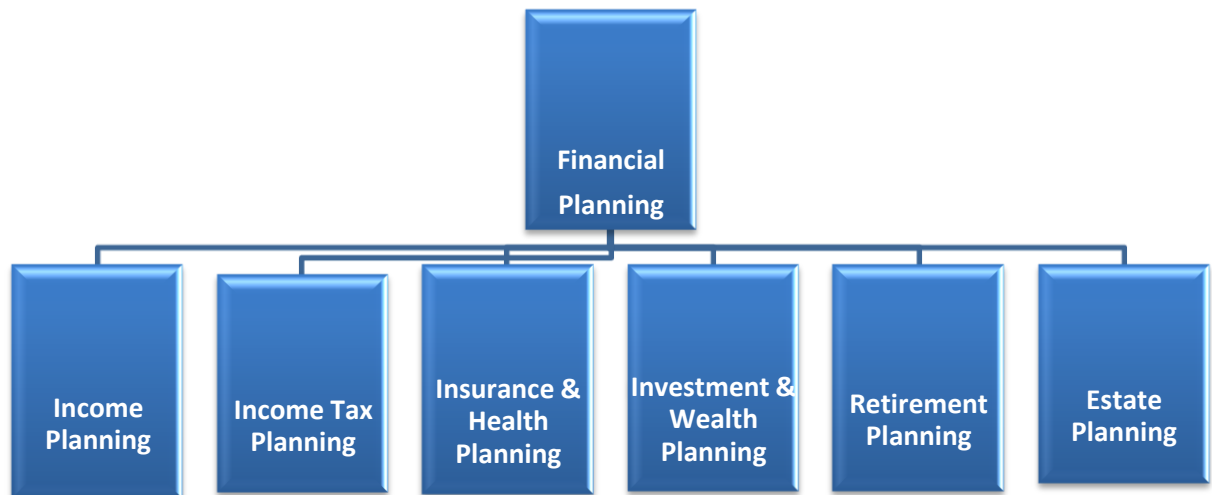 Financial
Planning
Income
Planning
Income Tax
Planning
Insurance &
Health
Planning
Investment &
Wealth
Planning
Retirement
Planning
Estate
Planning